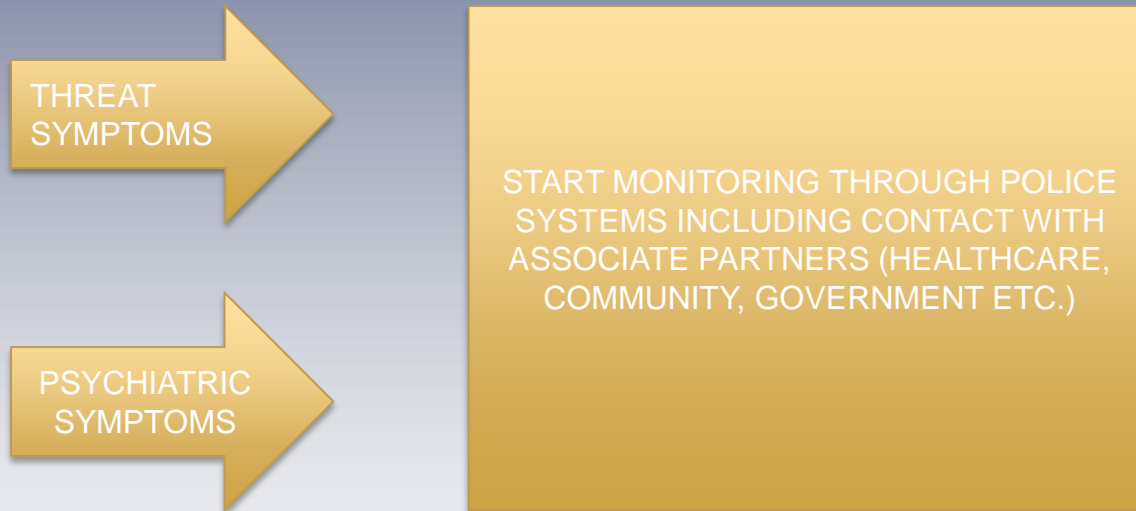 THREAT
SYMPTOMS
START MONITORING THROUGH POLICE
SYSTEMS INCLUDING CONTACT WITH
ASSOCIATE PARTNERS (HEALTHCARE,
COMMUNITY, GOVERNMENT ETC.)
PSYCHIATRIC
SYMPTOMS